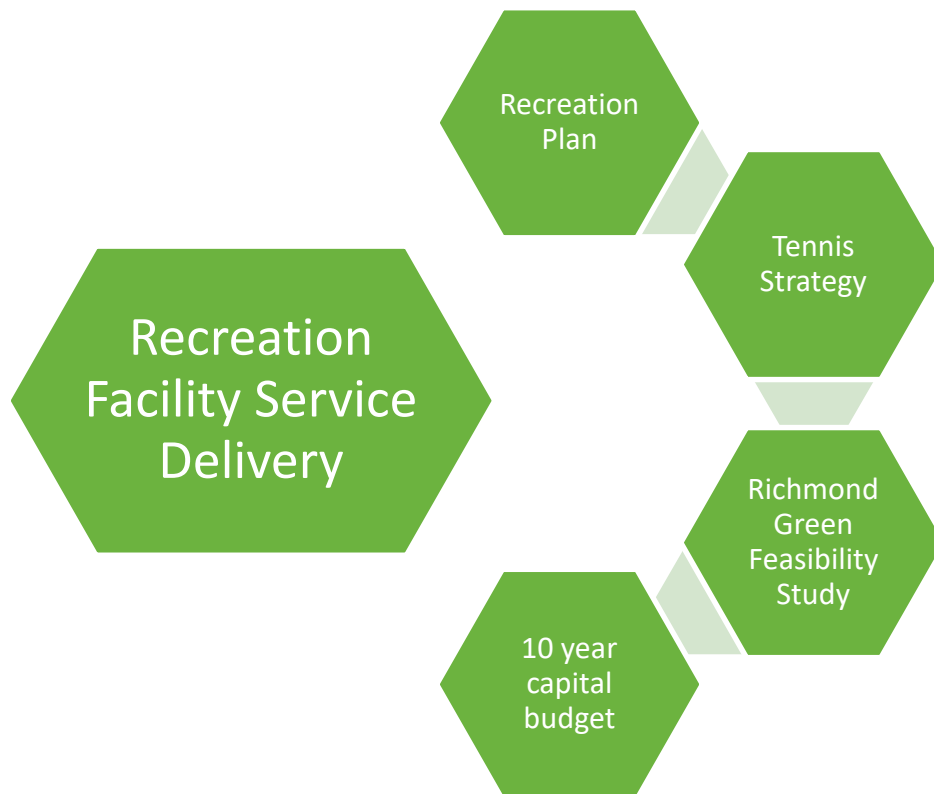 Recreation
Facility Service
Delivery
Recreation
Plan
Tennis
Strategy
Richmond
Green
Feasibility
Study
10 year
capital
budget